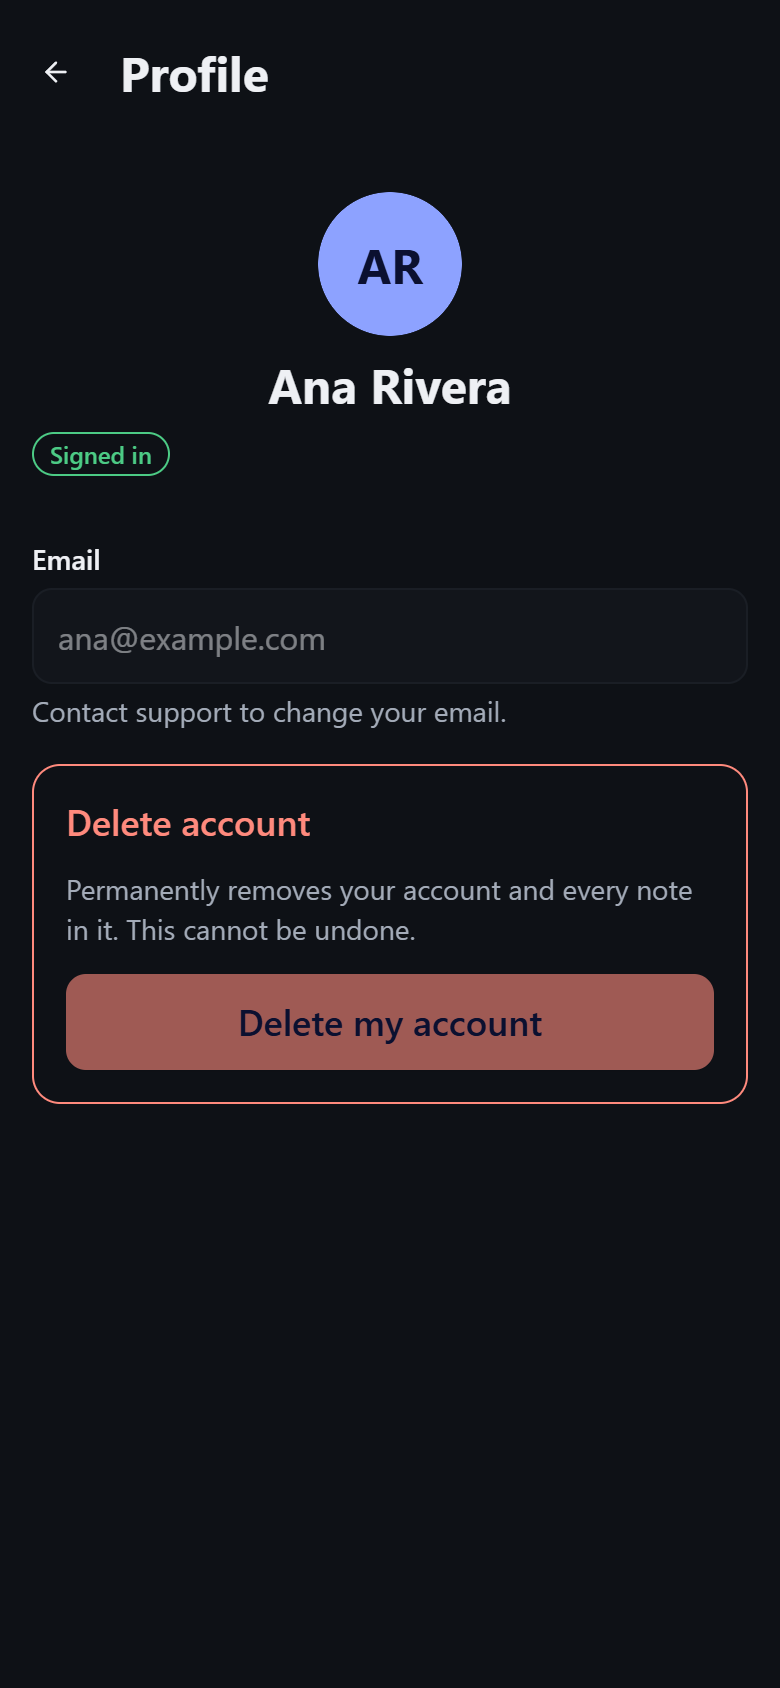 Profile
AR
Ana Rivera
Signed in
Email
ana@example.com
Contact support to change your email.
Delete account
Permanently removes your account and every note
in it. This cannot be undone.
Delete my account